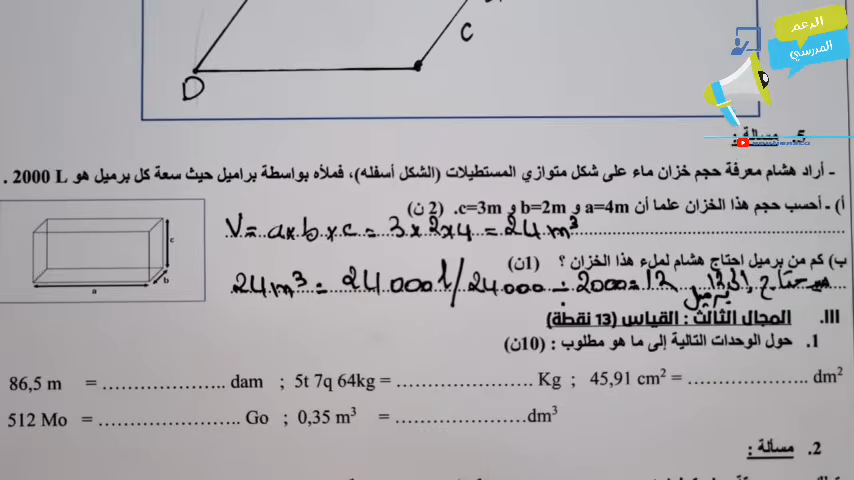 الدعم
المدرسي
C
D
5. مسألة :
- أراد هشام معرفة حجم خزان ماء على شكل متوازي المستطيلات (الشكل أسفله)، فملأه بواسطة براميل حيث سعة كل برميل هو 2000 L .
أ)- أحسب حجم هذا الخزان علما أن a=4m و b=2m و c=3m. (2 ن)
V = a x b x c = 3 x 2 x 4 = 24 m³
c
b
a
ب) كم من برميل احتاج هشام لملء هذا الخزان ؟ (1ن)
24 m³ = 24 000 l / 24 000 ÷ 2000 = 12 سيحتاج إلى 12
برميل
III. المجال الثالث : القياس (13 نقطة)
1. حول الوحدات التالية إلى ما هو مطلوب : (10ن)
86,5 m = ........................ dam ; 5t 7q 64kg = .......................... Kg ; 45,91 cm² = ....................... dm²
512 Mo = ........................... Go ; 0,35 m³ = .........................dm³
2. مسألة :